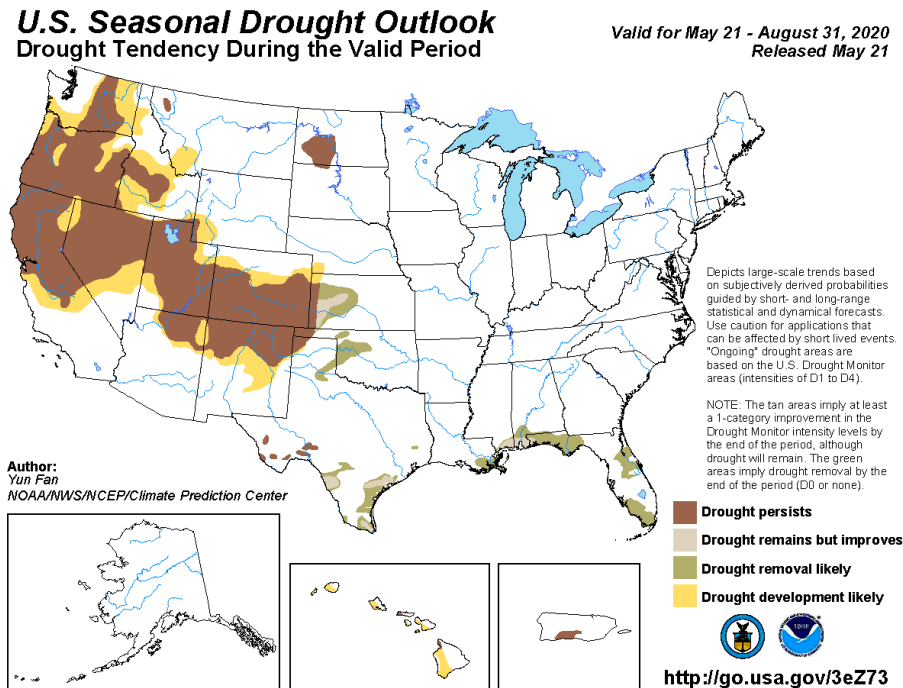 U.S. Seasonal Drought Outlook
Drought Tendency During the Valid Period
Valid for May 21 - August 31, 2020
Released May 21
Depicts large-scale trends based
on subjectively derived probabilities
guided by short- and long-range
statistical and dynamical forecasts.
Use caution for applications that
can be affected by short lived events.
"Ongoing" drought areas are
based on the U.S. Drought Monitor
areas (intensities of D1 to D4).
NOTE: The tan areas imply at least
a 1-category improvement in the
Drought Monitor intensity levels by
the end of the period, although
drought will remain. The green
areas imply drought removal by the
end of the period (D0 or none).
Author:
Yun Fan
NOAA/NWS/NCEP/Climate Prediction Center
Drought persists
Drought remains but improves
Drought removal likely
Drought development likely
noaa
http://go.usa.gov/3eZ73